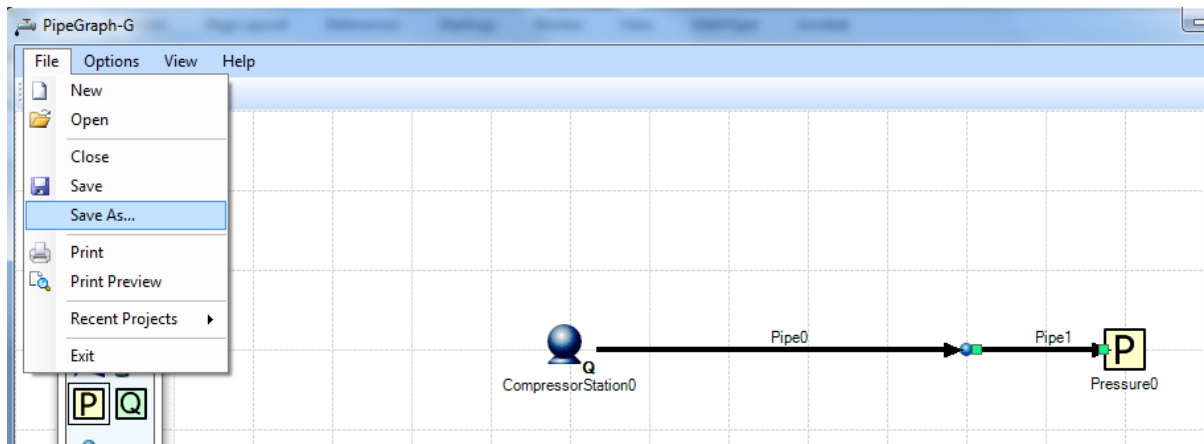 PipeGraph-G
File Options View Help
New
Open
Close
Save
Save As...
Print
Print Preview
Recent Projects
Exit
P Q
Pipe0
Pipe1
P
Q
CompressorStation0
Pressure0